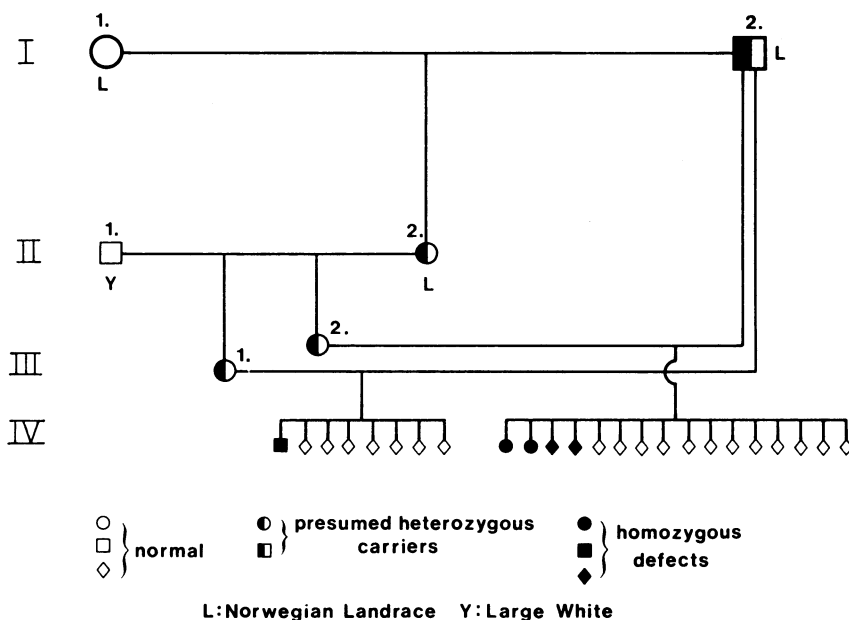 I
1.
2.
L
L
II
1.
2.
Y
L
III
2.
1.
IV
normal
presumed heterozygous
carriers
homozygous
defects
L:Norwegian Landrace Y:Large White